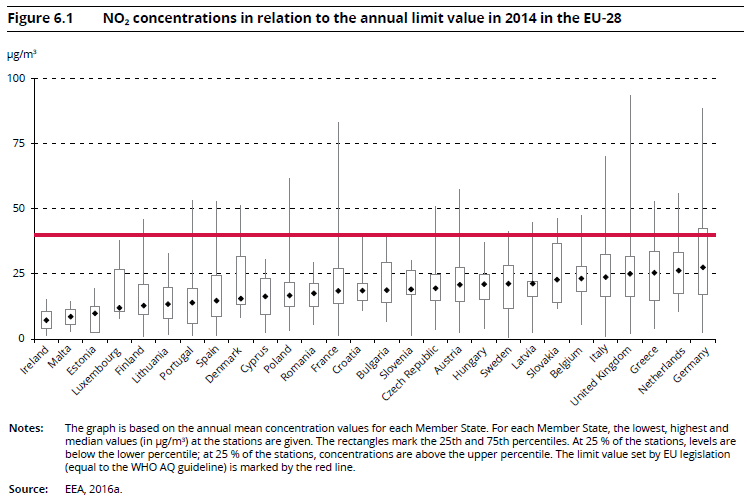 Figure 6.1 NO₂ concentrations in relation to the annual limit value in 2014 in the EU-28
µg/m³
100
75
50
25
0
Ireland
Malta
Estonia
Luxembourg
Finland
Lithuania
Portugal
Spain
Denmark
Cyprus
Poland
Romania
France
Croatia
Bulgaria
Slovenia
Czech Republic
Austria
Hungary
Sweden
Latvia
Slovakia
Belgium
Italy
United Kingdom
Greece
Netherlands
Germany
Notes: The graph is based on the annual mean concentration values for each Member State. For each Member State, the lowest, highest and
median values (in µg/m³) at the stations are given. The rectangles mark the 25th and 75th percentiles. At 25 % of the stations, levels are
below the lower percentile; at 25 % of the stations, concentrations are above the upper percentile. The limit value set by EU legislation
(equal to the WHO AQ guideline) is marked by the red line.
Source: EEA, 2016a.